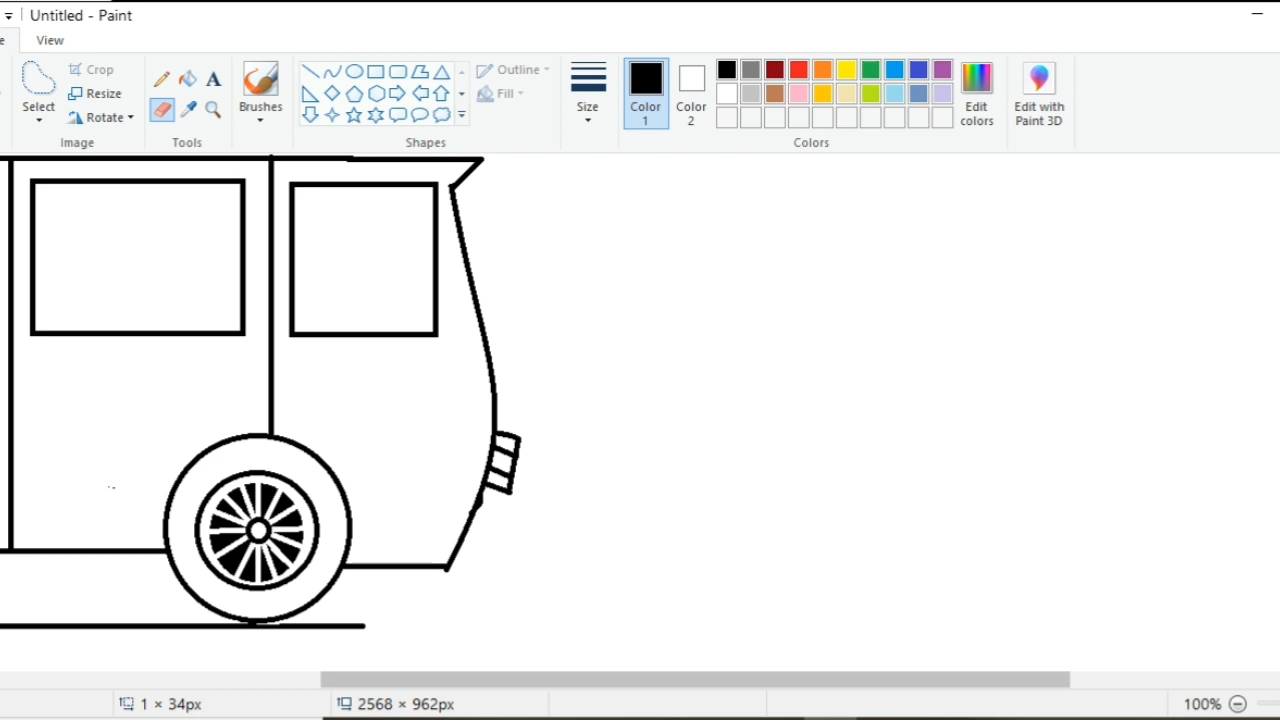 Untitled - Paint
e
View
Crop
Resize
Rotate
Select
Image
A
Tools
Brushes
Outline
Fill
Shapes
Size
Color
1
Color
2
Edit
colors
Colors
Edit with
Paint 3D
1 × 34px
2568 × 962px
100%